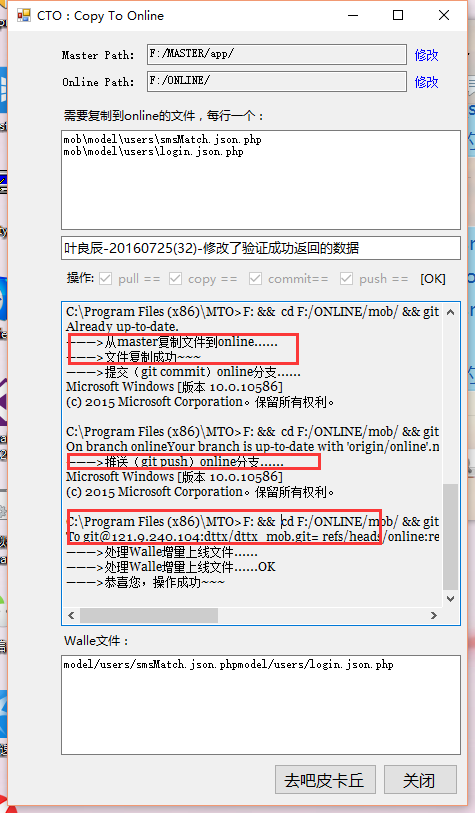 CTO : Copy To Online
Master Path: F:/MASTER/app/ 修改
Online Path: F:/ONLINE/ 修改
需要复制到online的文件，每行一个：
mob\model\users\smsMatch.json.php
mob\model\users\login.json.php
叶良辰-20160725(32)-修改了验证成功返回的数据
操作: pull == copy == commit== push == [OK]
C:\Program Files (x86)\MTO>F: && cd F:/ONLINE/mob/ && git
Already up-to-date.
———>从master复制文件到online......
———>文件复制成功~~~
———>提交（git commit）online分支......
Microsoft Windows [版本 10.0.10586]
(c) 2015 Microsoft Corporation。保留所有权利。
C:\Program Files (x86)\MTO>F: && cd F:/ONLINE/mob/ && git
On branch onlineYour branch is up-to-date with 'origin/online'.n
———>推送（git push）online分支......
Microsoft Windows [版本 10.0.10586]
(c) 2015 Microsoft Corporation。保留所有权利。
C:\Program Files (x86)\MTO>F: && cd F:/ONLINE/mob/ && git
To git@121.9.240.104:dttx/dttx_mob.git= refs/heads/online:re
———>处理Walle增量上线文件......
———>处理Walle增量上线文件......OK
———>恭喜您，操作成功~~~
Walle文件：
model/users/smsMatch.json.phpmodel/users/login.json.php
去吧皮卡丘 关闭